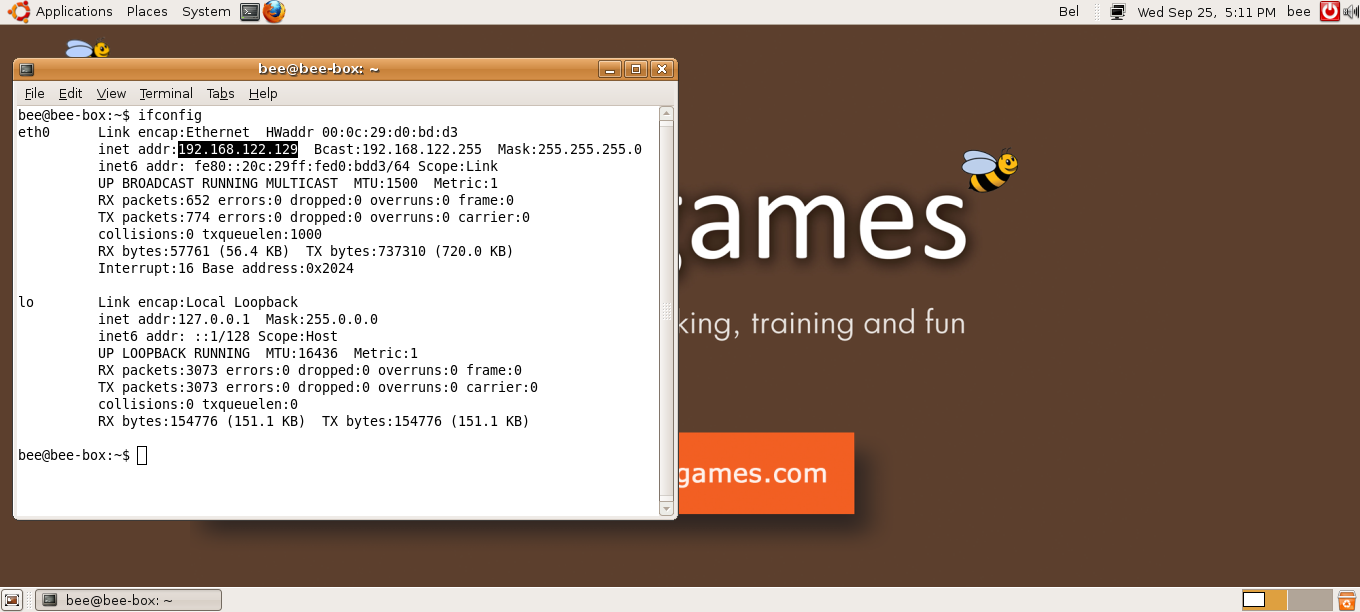 Applications Places System Bel Wed Sep 25, 5:11 PM bee
bee@bee-box: ~
File Edit View Terminal Tabs Help
bee@bee-box:~$ ifconfig
eth0      Link encap:Ethernet  HWaddr 00:0c:29:d0:bd:d3
          inet addr:192.168.122.129  Bcast:192.168.122.255  Mask:255.255.255.0
          inet6 addr: fe80::20c:29ff:fed0:bdd3/64 Scope:Link
          UP BROADCAST RUNNING MULTICAST  MTU:1500  Metric:1
          RX packets:652 errors:0 dropped:0 overruns:0 frame:0
          TX packets:774 errors:0 dropped:0 overruns:0 carrier:0
          collisions:0 txqueuelen:1000
          RX bytes:57761 (56.4 KB)  TX bytes:737310 (720.0 KB)
          Interrupt:16 Base address:0x2024
lo        Link encap:Local Loopback
          inet addr:127.0.0.1  Mask:255.0.0.0
          inet6 addr: ::1/128 Scope:Host
          UP LOOPBACK RUNNING  MTU:16436  Metric:1
          RX packets:3073 errors:0 dropped:0 overruns:0 frame:0
          TX packets:3073 errors:0 dropped:0 overruns:0 carrier:0
          collisions:0 txqueuelen:0
          RX bytes:154776 (151.1 KB)  TX bytes:154776 (151.1 KB)
bee@bee-box:~$
games
king, training and fun
games.com
bee@bee-box: ~